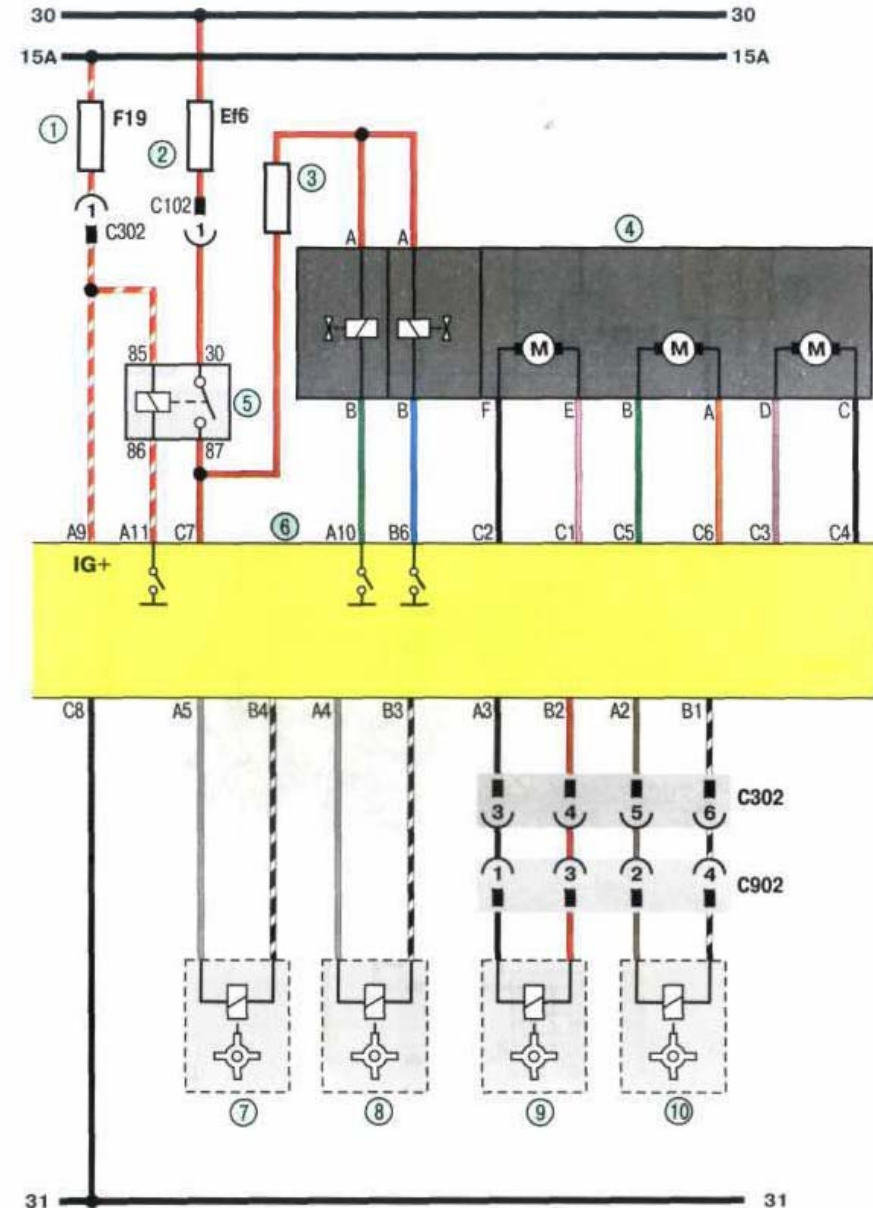 30 30
15A 15A
1 F19 Ef6
2 3
C102
1 C302 1
4
A A
85 30
M M M
5
B B F E B A D C
86 87
6
A9 A11 C7 A10 B6 C2 C1 C5 C6 C3 C4
IG+
C8 A5 B4 A4 B3 A3 B2 A2 B1
C302
3 4 5 6
1 3 2 4
C902
7 8 9 10
31 31